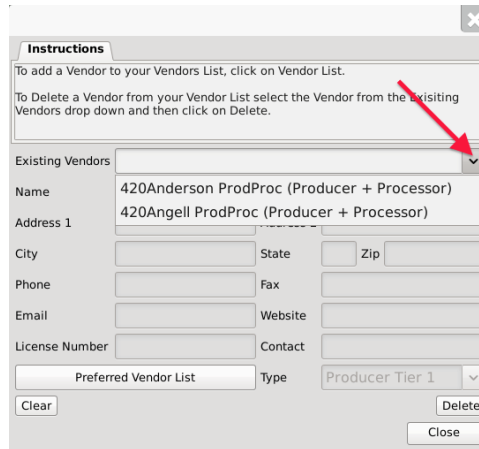 Instructions
To add a Vendor to your Vendors List, click on Vendor List.
To Delete a Vendor from your Vendor List select the Vendor from the Exisiting
Vendors drop down and then click on Delete.
Existing Vendors
420Anderson ProdProc (Producer + Processor)
420Angell ProdProc (Producer + Processor)
Name
Address 1
City State Zip
Phone Fax
Email Website
License Number Contact
Preferred Vendor List Type Producer Tier 1
Clear Delete
Close